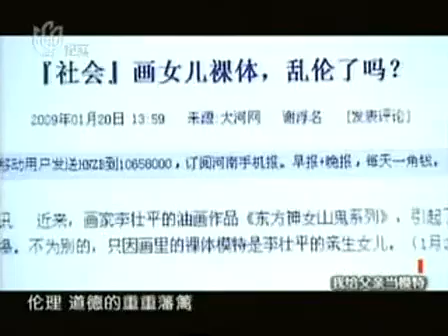 纪实
『社会』画女儿裸体，乱伦了吗？
2009年01月20日 13:59 来源:大河网 谢浮名 [发表评论]
移动用户发送HNZB到10658000，订阅河南手机报。早报+晚报，每天一角钱，
讯 近来，画家李壮平的油画作品《东方神女山鬼系列》，引起了
不为别的，只因画里的裸体模特是李壮平的亲生女儿。（1月
我给父亲当模特
伦理 道德的重重藩篱